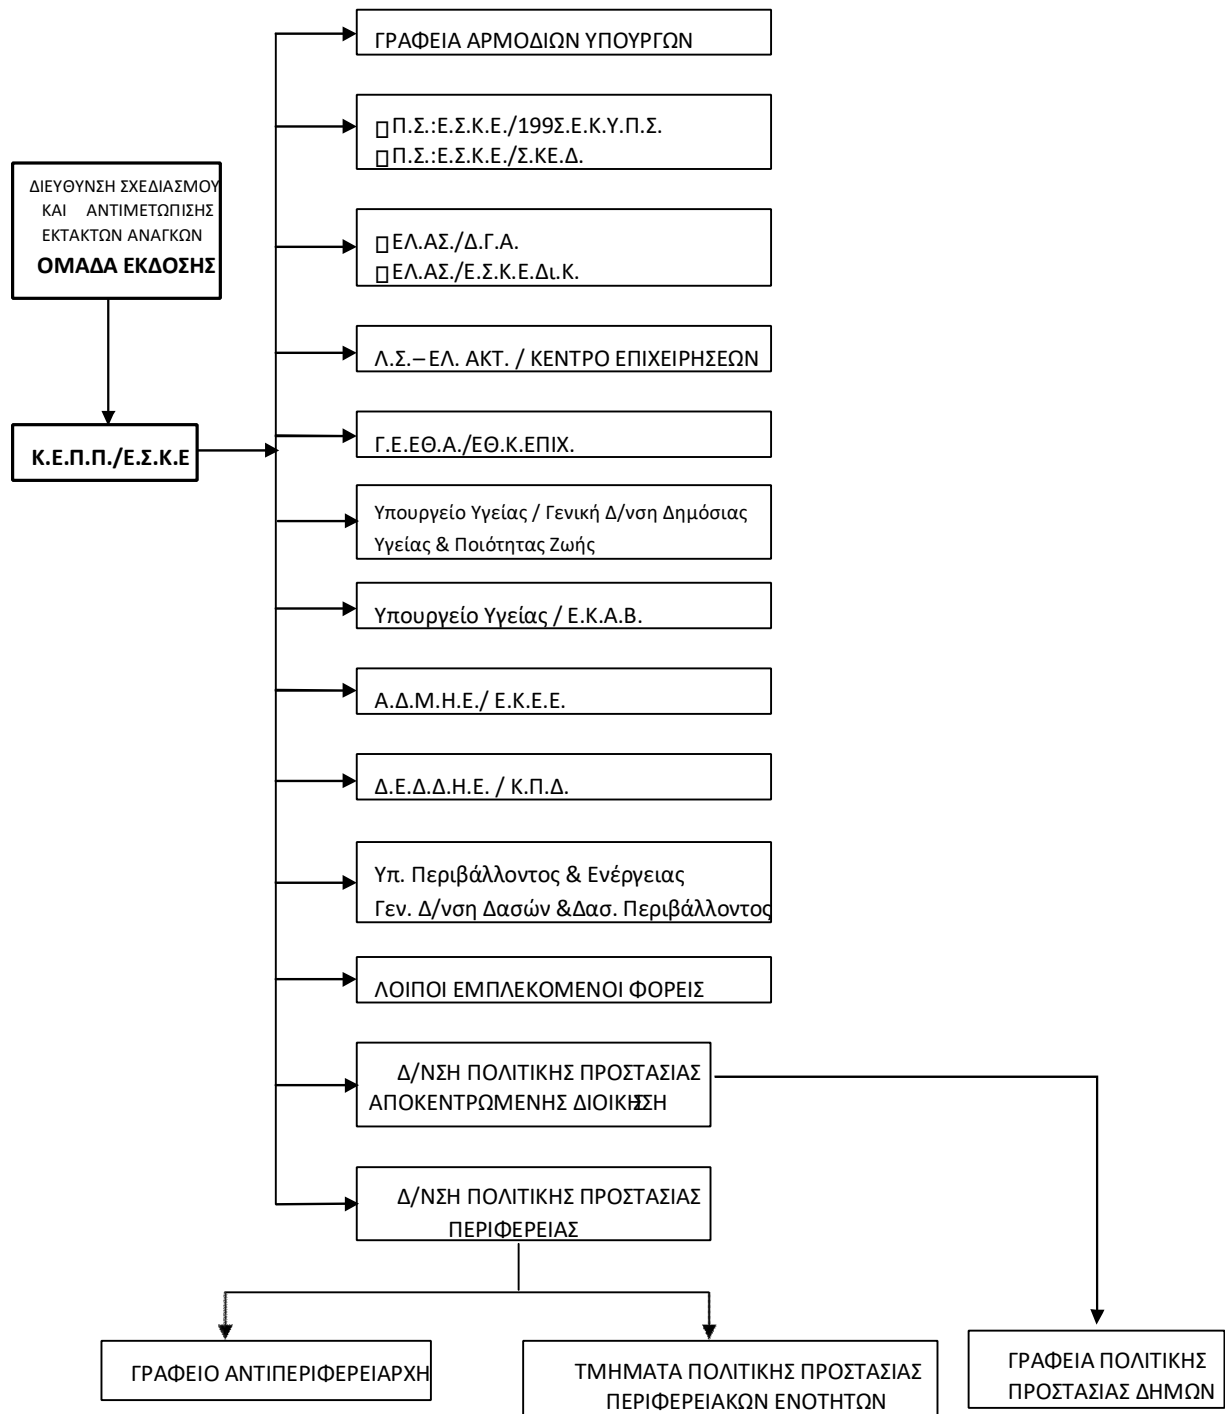 ΓΡΑΦΕΙΑ ΑΡΜΟΔΙΩΝ ΥΠΟΥΡΓΩΝ
Π.Σ.:Ε.Σ.Κ.Ε./199Σ.Ε.Κ.Υ.Π.Σ.
Π.Σ.:Ε.Σ.Κ.Ε./Σ.ΚΕ.Δ.
ΔΙΕΥΘΥΝΣΗ ΣΧΕΔΙΑΣΜΟΥ
ΚΑΙ ΑΝΤΙΜΕΤΩΠΙΣΗΣ
ΕΚΤΑΚΤΩΝ ΑΝΑΓΚΩΝ
ΟΜΑΔΑ ΕΚΔΟΣΗΣ
ΕΛ.ΑΣ./Δ.Γ.Α.
ΕΛ.ΑΣ./Ε.Σ.Κ.Ε.Δι.Κ.
Λ.Σ.–ΕΛ. ΑΚΤ. / ΚΕΝΤΡΟ ΕΠΙΧΕΙΡΗΣΕΩΝ
Κ.Ε.Π.Π./Ε.Σ.Κ.Ε
Γ.Ε.ΕΘ.Α./ΕΘ.Κ.ΕΠΙΧ.
Υπουργείο Υγείας / Γενική Δ/νση Δημόσιας
Υγείας & Ποιότητας Ζωής
Υπουργείο Υγείας / Ε.Κ.Α.Β.
Α.Δ.Μ.Η.Ε./ Ε.Κ.Ε.Ε.
Δ.Ε.Δ.Δ.Η.Ε. / Κ.Π.Δ.
Υπ. Περιβάλλοντος & Ενέργειας
Γεν. Δ/νση Δασών &Δασ. Περιβάλλοντος
ΛΟΙΠΟΙ ΕΜΠΛΕΚΟΜΕΝΟΙ ΦΟΡΕΙΣ
Δ/ΝΣΗ ΠΟΛΙΤΙΚΗΣ ΠΡΟΣΤΑΣΙΑΣ
ΑΠΟΚΕΝΤΡΩΜΕΝΗΣ
Δ/ΝΣΗ ΠΟΛΙΤΙΚΗΣ ΠΡΟΣΤΑΣΙΑΣ
ΠΕΡΙΦΕΡΕΙΑΣ
ΓΡΑΦΕΙΟ ΑΝΤΙΠΕΡΙΦΕΡΕΙΑΡΧΗ
ΤΜΗΜΑΤΑ ΠΟΛΙΤΙΚΗΣ ΠΡΟΣΤΑΣΙΑΣ
ΠΕΡΙΦΕΡΕΙΑΚΩΝ ΕΝΟΤΗΤΩΝ
ΓΡΑΦΕΙΑ ΠΟΛΙΤΙΚΗΣ
ΠΡΟΣΤΑΣΙΑΣ ΔΗΜΩΝ